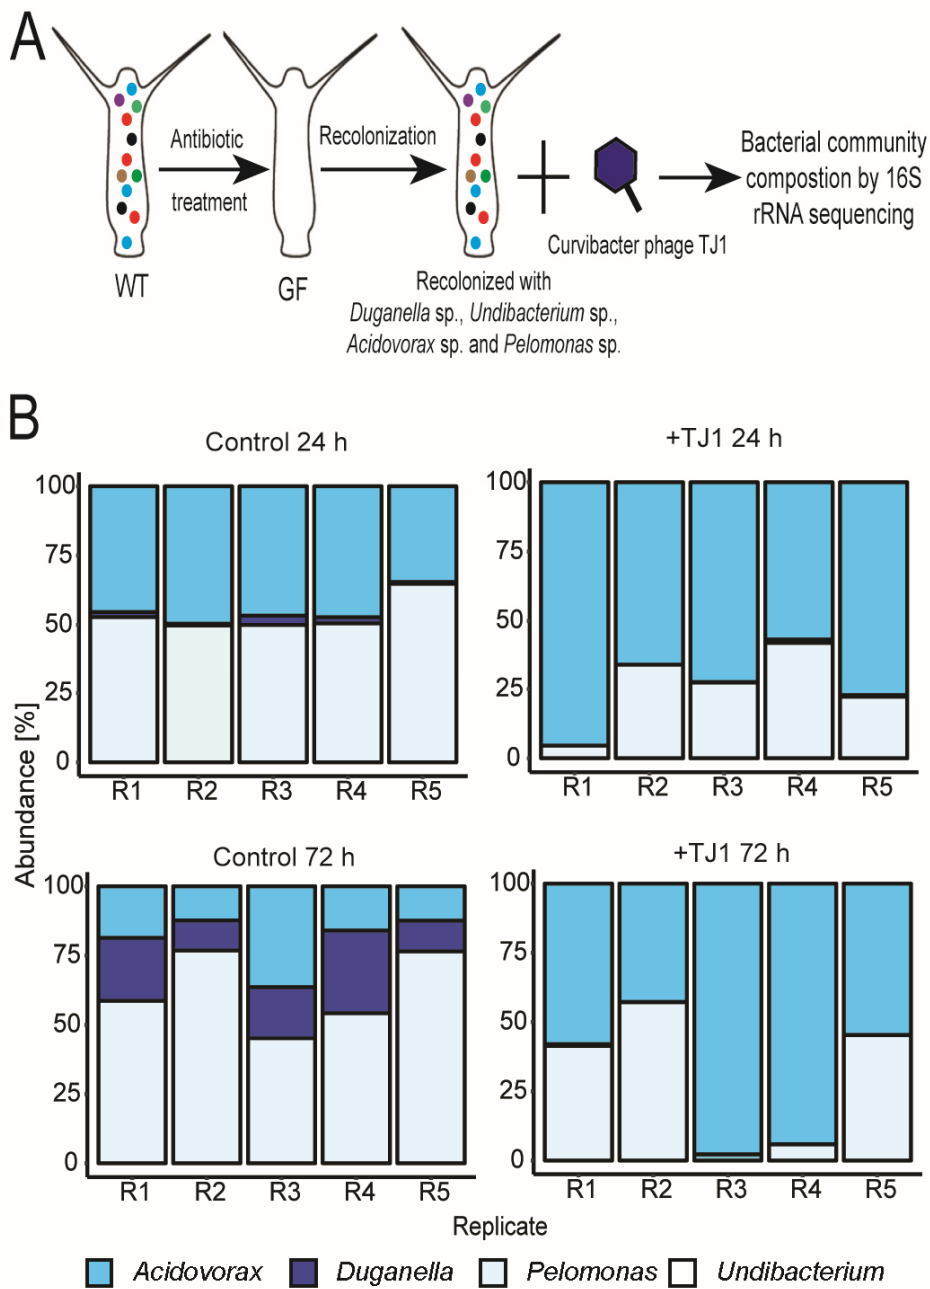 A
Antibiotic
treatment
Recolonization
Bacterial community
compostion by 16S
rRNA sequencing
WT
GF
Curvibacter phage TJ1
Recolonized with
Duganella sp., Undibacterium sp.,
Acidovorax sp. and Pelomonas sp.
B
Control 24 h
100
75
50
25
0
R1 R2 R3 R4 R5
+TJ1 24 h
100
75
50
25
0
R1 R2 R3 R4 R5
Abundance [%]
Control 72 h
100
75
50
25
0
R1 R2 R3 R4 R5
+TJ1 72 h
100
75
50
25
0
R1 R2 R3 R4 R5
Replicate
Acidovorax Duganella Pelomonas Undibacterium